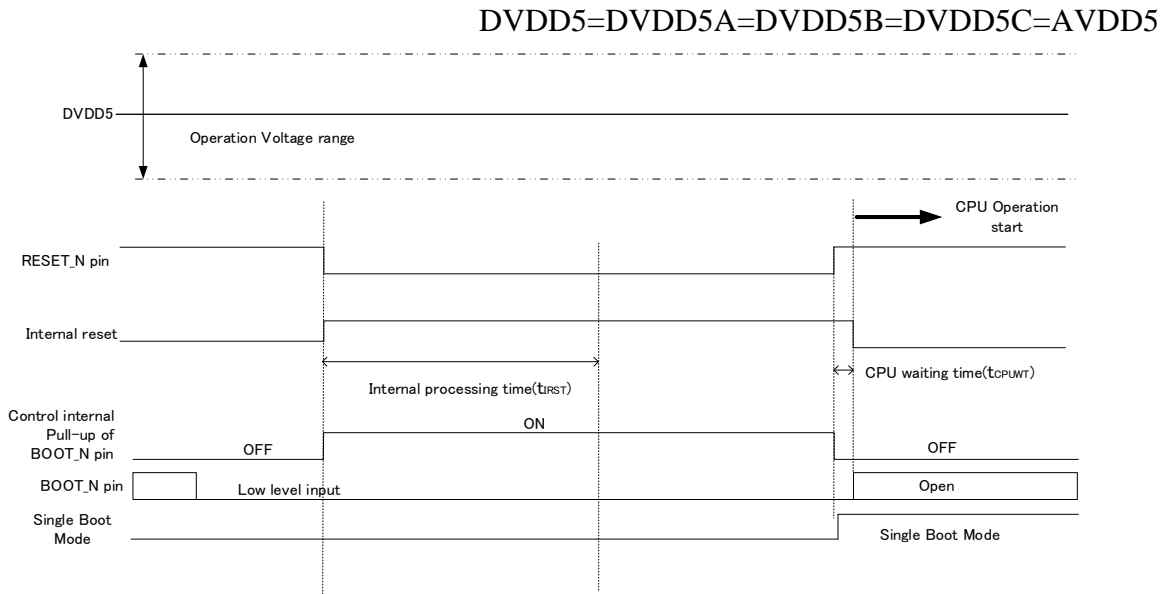 DVDD5=DVDD5A=DVDD5B=DVDD5C=AVDD5
DVDD5
Operation Voltage range
CPU Operation
start
RESET_N pin
Internal reset
Internal processing time(tIRST)
CPU waiting time(tCPUWT)
Control internal
Pull-up of
BOOT_N pin
OFF
ON
OFF
BOOT_N pin
Low level input
Open
Single Boot
Mode
Single Boot Mode